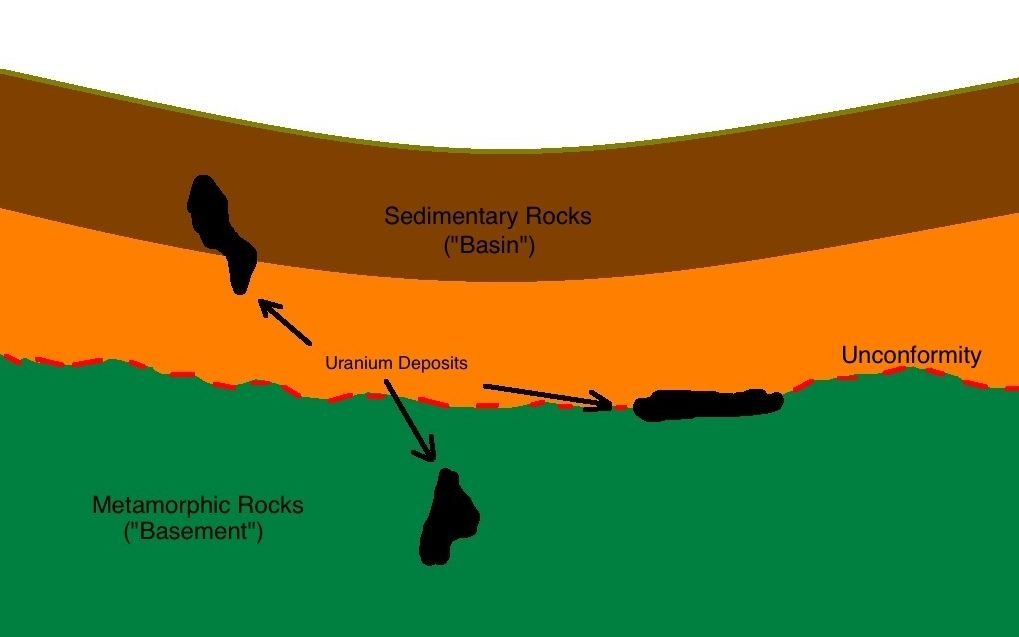 Sedimentary Rocks
("Basin")
Unconformity
Uranium Deposits
Metamorphic Rocks
("Basement")